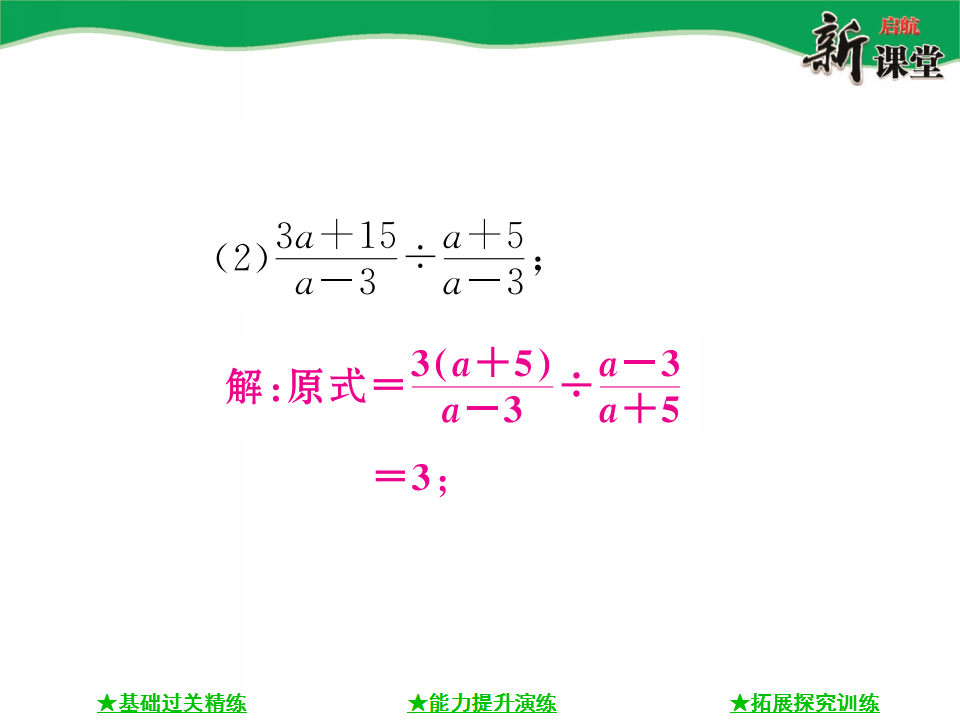 启航
新课堂
(2) \frac{3a+15}{a-3} ÷ \frac{a+5}{a-3} ;
解:原式= \frac{3(a+5)}{a-3} ÷ \frac{a-3}{a+5}
=3;
★基础过关精练 ★能力提升演练 ★拓展探究训练